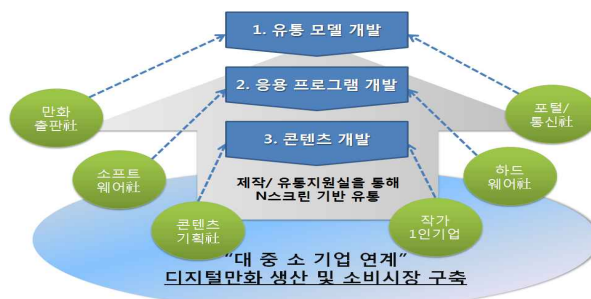 1. 유통 모델 개발
2. 응용 프로그램 개발
3. 콘텐츠 개발
만화
출판社
포털/
통신社
소프트
웨어社
하드
웨어社
콘텐츠
기획社
작가
1인기업
제작/ 유통지원실을 통해
N스크린 기반 유통
"대 중 소 기업 연계"
디지털만화 생산 및 소비시장 구축